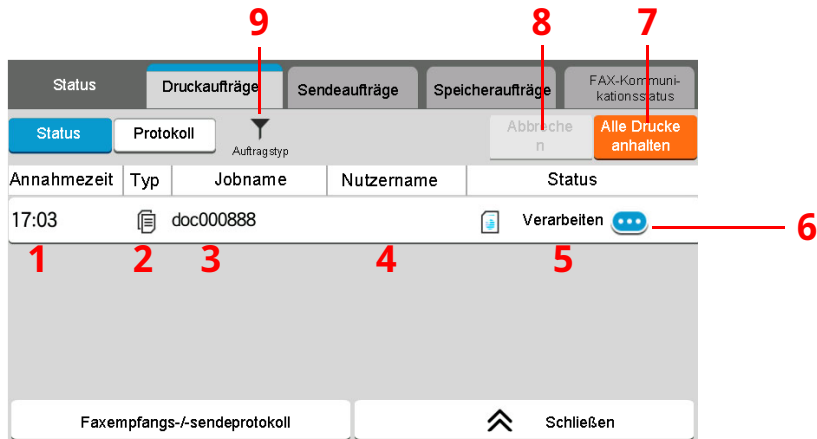 9 8 7
Status Druckaufträge Sendeaufträge Speicheraufträge FAX-Kommuni-
kationsstatus
Status Protokoll Auftragstyp Abbreche
n Alle Drucke
anhalten
Annahmezeit Typ Jobname Nutzername Status
17:03 doc000888 Verarbeiten 6
1 2 3 4 5
Faxempfangs-/-sendeprotokoll Schließen